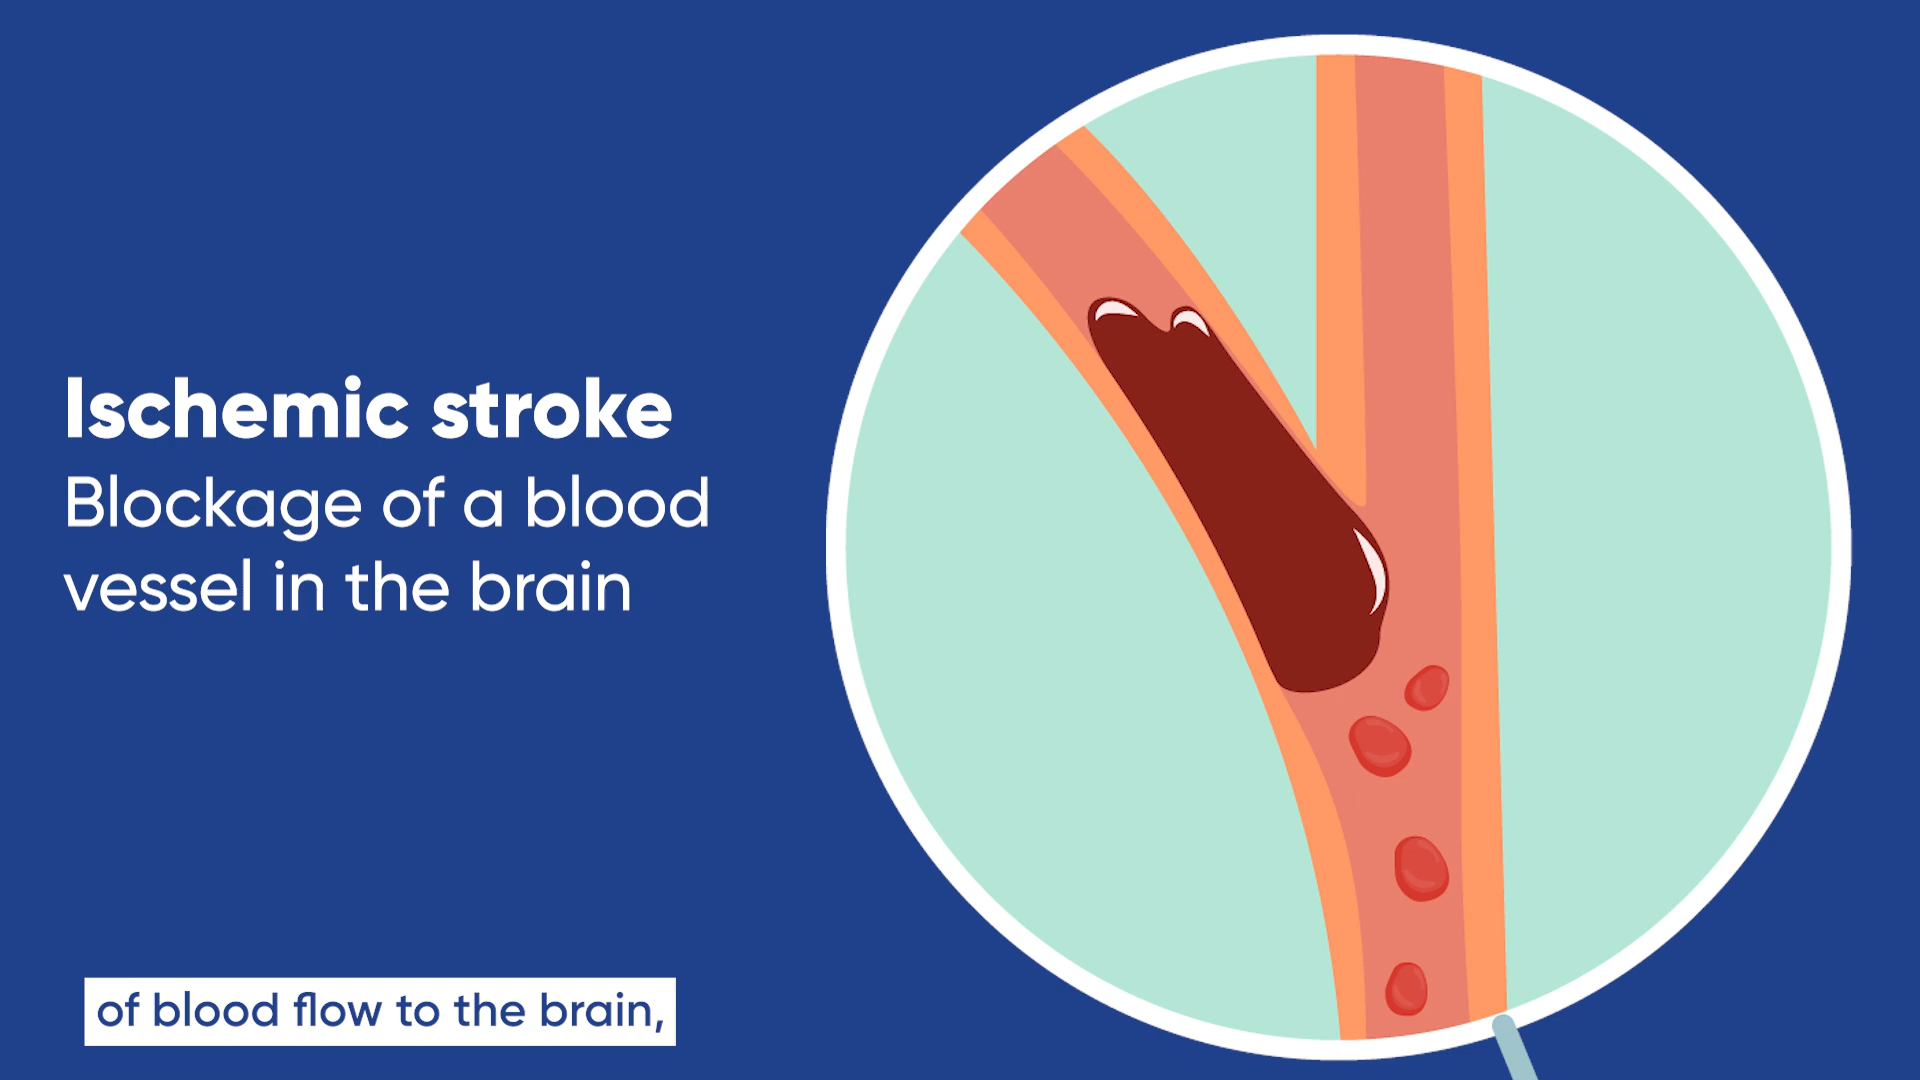 Ischemic stroke
Blockage of a blood
vessel in the brain
of blood flow to the brain,